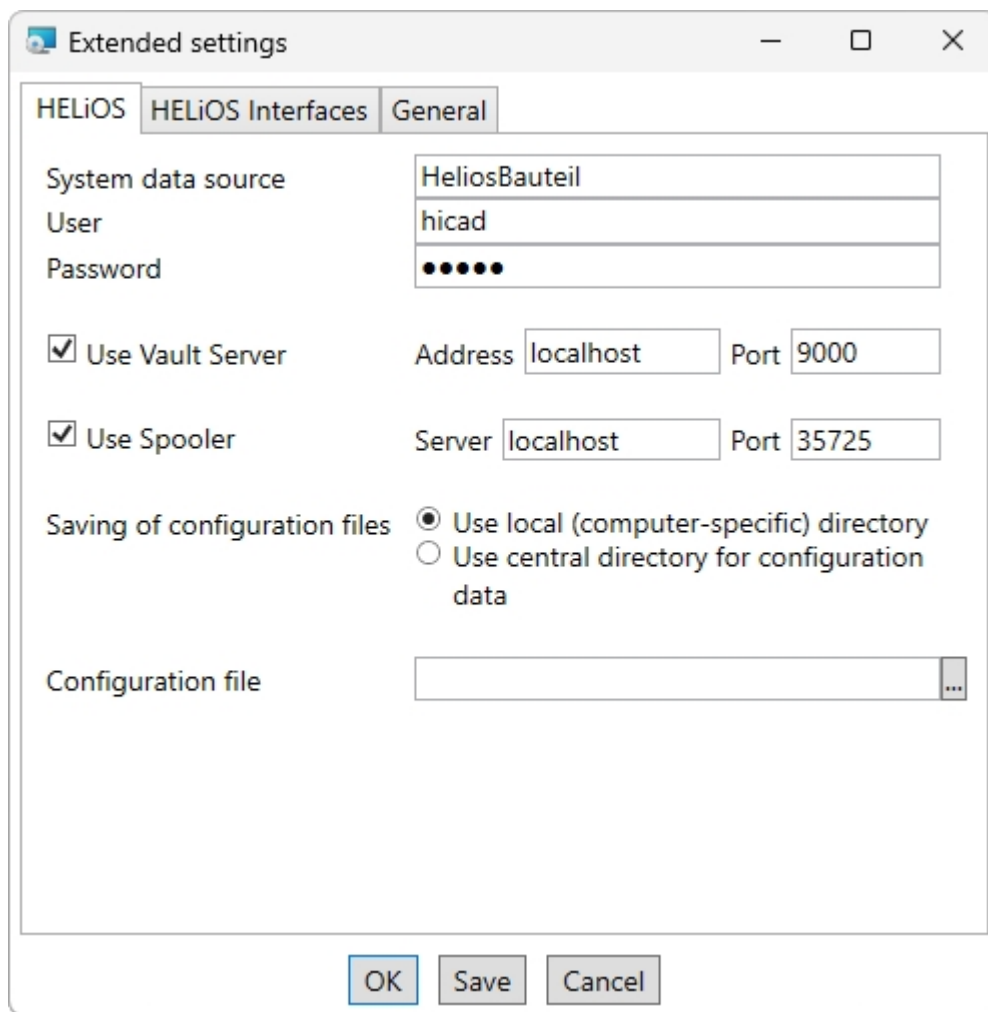 Extended settings
HELiOS HELiOS Interfaces General
System data source HeliosBauteil
User hicad
Password ●●●●●
Use Vault Server Address localhost Port 9000
Use Spooler Server localhost Port 35725
Saving of configuration files Use local (computer-specific) directory
Use central directory for configuration
data
Configuration file ...
OK Save Cancel